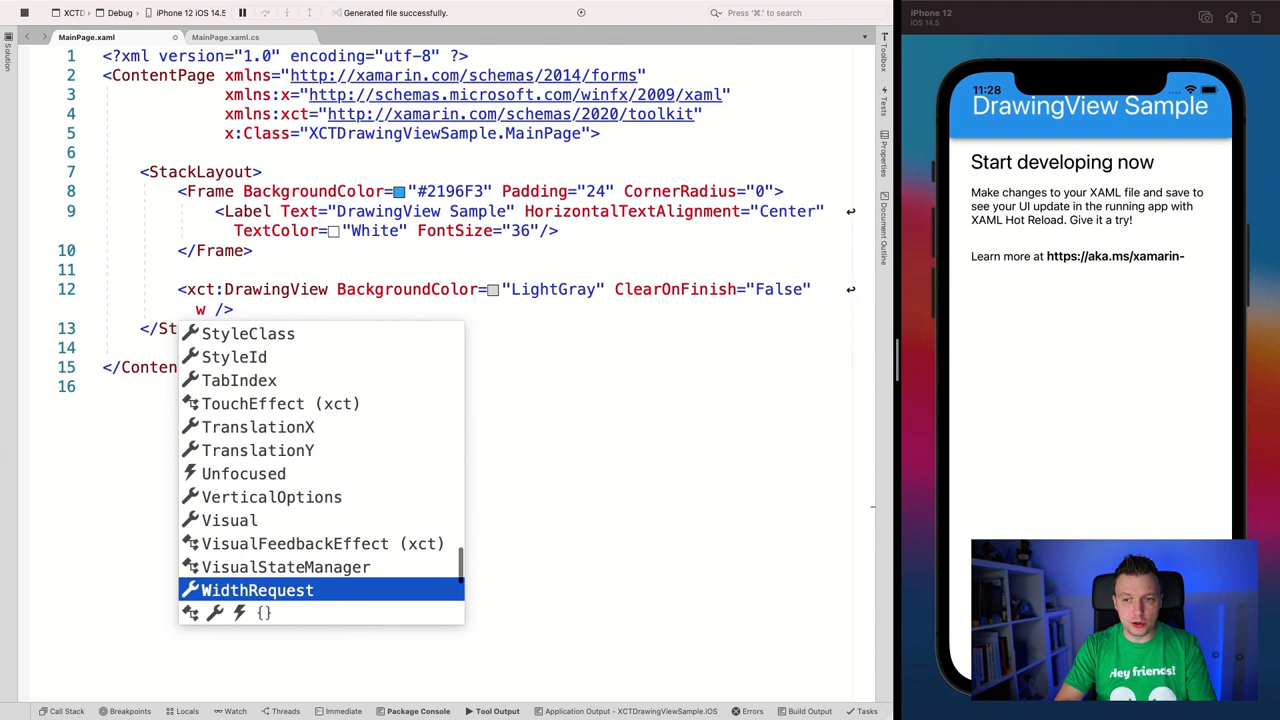 XCTD
Debug
iPhone 12 iOS 14.5
Generated file successfully.
Press '⌘.' to search
Solution
MainPage.xaml
MainPage.xaml.cs
1 <?xml version="1.0" encoding="utf-8" ?>
2 <ContentPage xmlns="http://xamarin.com/schemas/2014/forms"
3 xmlns:x="http://schemas.microsoft.com/winfx/2009/xaml"
4 xmlns:xct="http://xamarin.com/schemas/2020/toolkit"
5 x:Class="XCTDrawingViewSample.MainPage">
6
7 <StackLayout>
8 <Frame BackgroundColor="#2196F3" Padding="24" CornerRadius="0">
9 <Label Text="DrawingView Sample" HorizontalTextAlignment="Center"
TextColor="White" FontSize="36"/>
10 </Frame>
11
12 <xct:DrawingView BackgroundColor="LightGray" ClearOnFinish="False"
w />
13 </St
14
15 </Conten
16
StyleClass
StyleId
TabIndex
TouchEffect (xct)
TranslationX
TranslationY
Unfocused
VerticalOptions
Visual
VisualFeedbackEffect (xct)
VisualStateManager
WidthRequest
{}
Toolbox
Tests
Properties
Document Outline
Call Stack
Breakpoints
Locals
Watch
Threads
Immediate
Package Console
Tool Output
Application Output - XCTDrawingViewSample.iOS
Errors
Build Output
Tasks
iPhone 12
iOS 14.5
11:28
DrawingView Sample
Start developing now
Make changes to your XAML file and save to
see your UI update in the running app with
XAML Hot Reload. Give it a try!
Learn more at https://aka.ms/xamarin-
Hey friends!